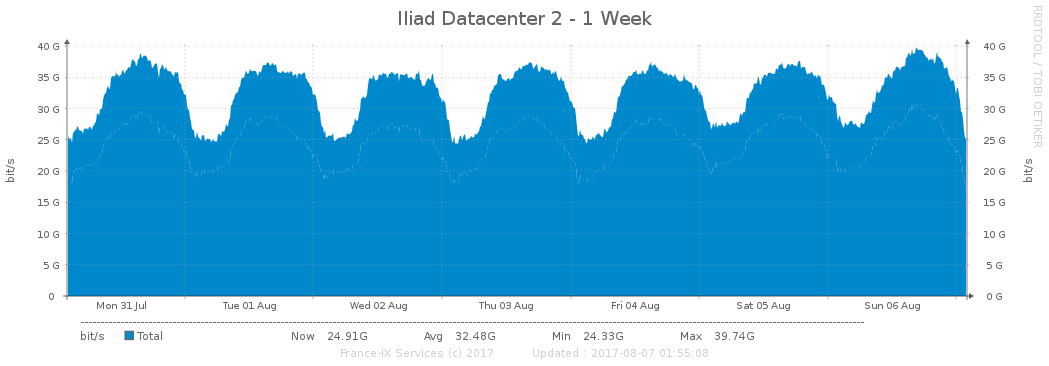 Iliad Datacenter 2 - 1 Week
RRDTOOL / TOBI OETIKER
bit/s
40 G 40 G
35 G 35 G
30 G 30 G
25 G 25 G
20 G 20 G
15 G 15 G
10 G 10 G
5 G 5 G
0 0 G
bit/s
Mon 31 Jul Tue 01 Aug Wed 02 Aug Thu 03 Aug Fri 04 Aug Sat 05 Aug Sun 06 Aug
bit/s Total Now 24.91G Avg 32.48G Min 24.33G Max 39.74G
France-IX Services (c) 2017 Updated : 2017-08-07 01:55:08